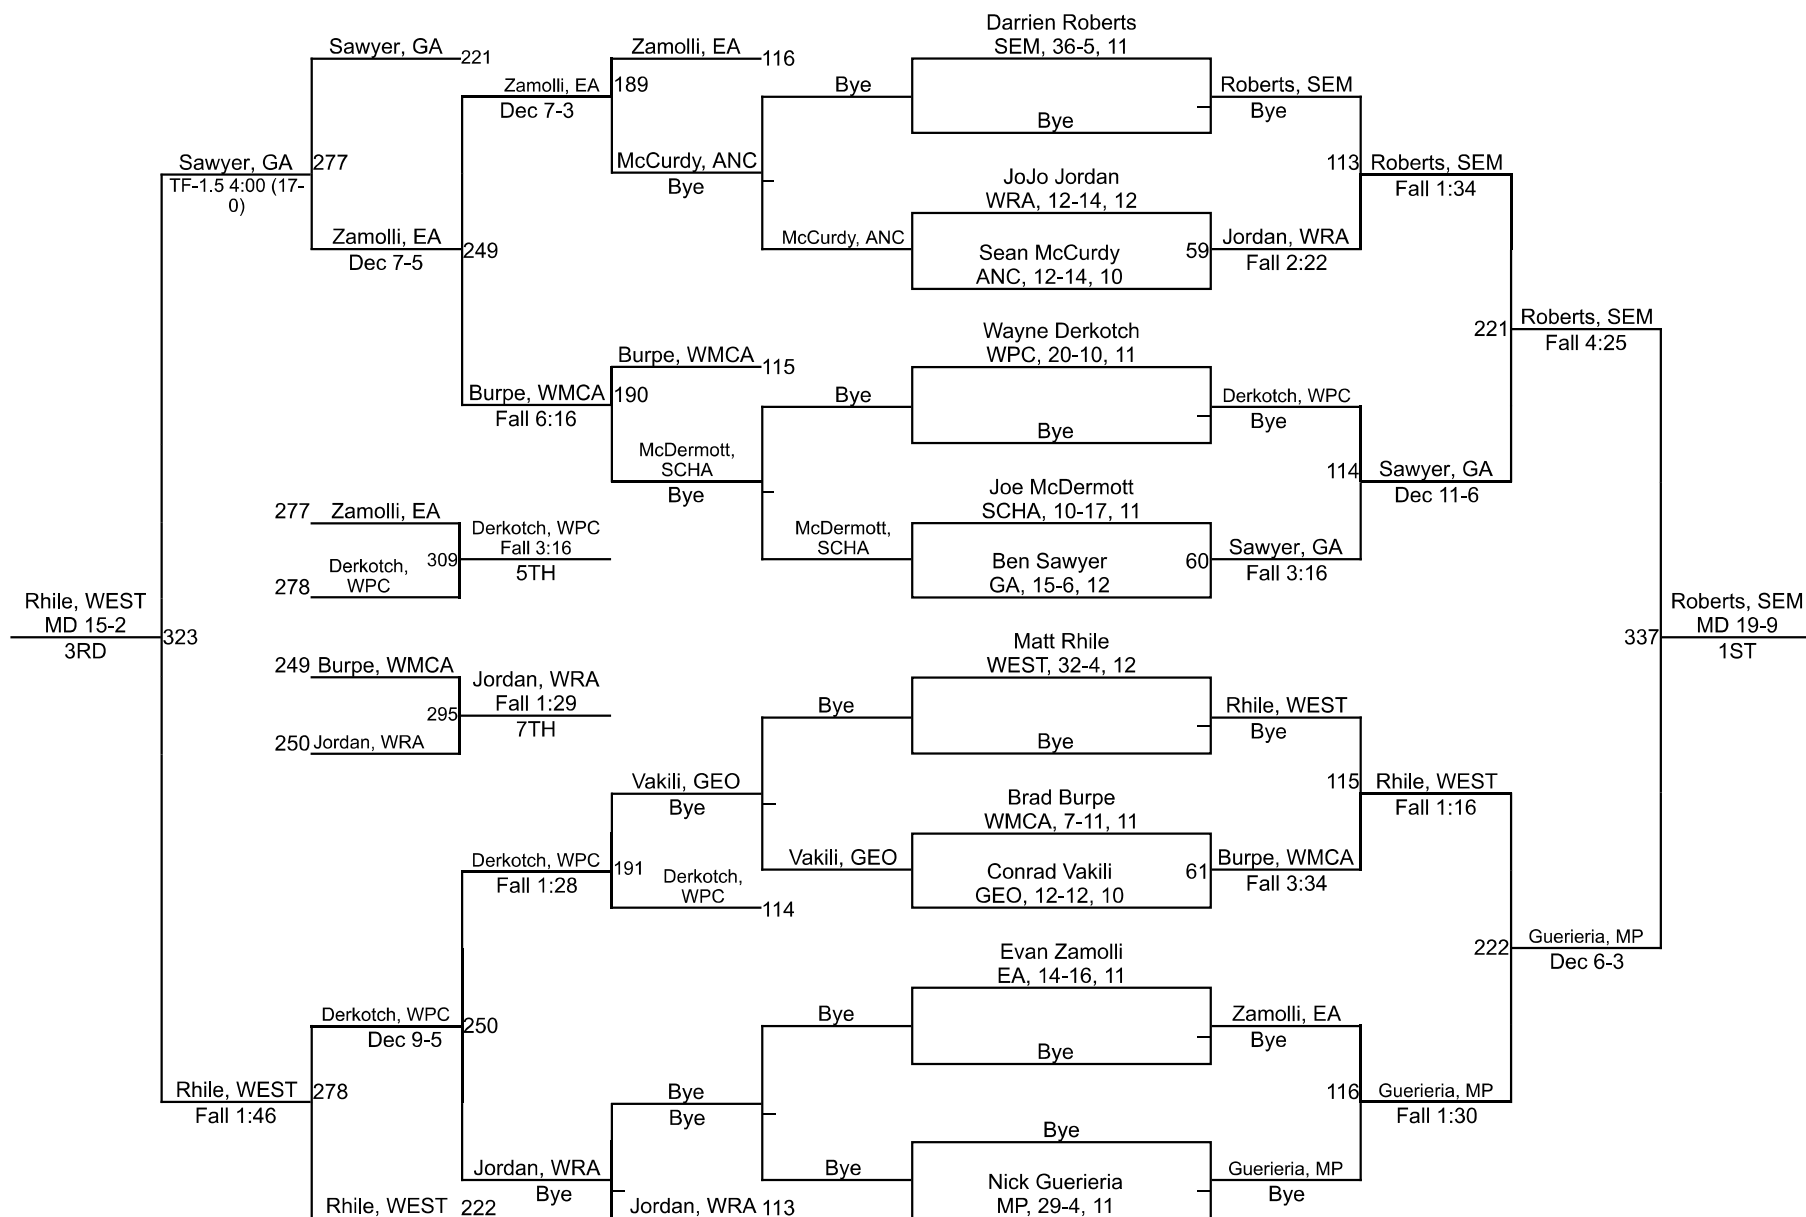 Darrien Roberts
SEM, 36-5, 11
Bye
JoJo Jordan
WRA, 12-14, 12
Sean McCurdy
ANC, 12-14, 10
59
Wayne Derkotch
WPC, 20-10, 11
Bye
Joe McDermott
SCHA, 10-17, 11
Ben Sawyer
GA, 15-6, 12
60
Matt Rhile
WEST, 32-4, 12
Bye
Brad Burpe
WMCA, 7-11, 11
Conrad Vakili
GEO, 12-12, 10
61
Evan Zamolli
EA, 14-16, 11
Bye
Bye
Nick Guerieria
MP, 29-4, 11
Roberts, SEM
Bye
113
Jordan, WRA
Fall 2:22
Derkotch, WPC
Bye
114
Sawyer, GA
Fall 3:16
Rhile, WEST
Bye
115
Burpe, WMCA
Fall 3:34
Zamolli, EA
Bye
116
Guerieria, MP
Bye
Roberts, SEM
Fall 1:34
221
Sawyer, GA
Dec 11-6
Rhile, WEST
Fall 1:16
222
Guerieria, MP
Fall 1:30
Roberts, SEM
Fall 4:25
337
Guerieria, MP
Dec 6-3
Roberts, SEM
MD 19-9
1ST
Bye
McCurdy, ANC
Bye
McDermott,
SCHA
Bye
Vakili, GEO
Bye
Bye
Zamolli, EA
116
189
McCurdy, ANC
Bye
Burpe, WMCA
115
190
McDermott,
SCHA
Bye
Vakili, GEO
Bye
191
Derkotch,
WPC
114
Bye
Bye
Jordan, WRA
113
Zamolli, EA
Dec 7-3
249
Burpe, WMCA
Fall 6:16
Derkotch, WPC
Fall 1:28
250
Jordan, WRA
Bye
Sawyer, GA
221
277
Zamolli, EA
Dec 7-5
277
Zamolli, EA
309
278
Derkotch,
WPC
Derkotch, WPC
Fall 3:16
5TH
249
Burpe, WMCA
295
250
Jordan, WRA
Jordan, WRA
Fall 1:29
7TH
Derkotch, WPC
Dec 9-5
278
Rhile, WEST
222
Sawyer, GA
TF-1.5 4:00 (17-
0)
323
Rhile, WEST
Fall 1:46
Rhile, WEST
MD 15-2
3RD